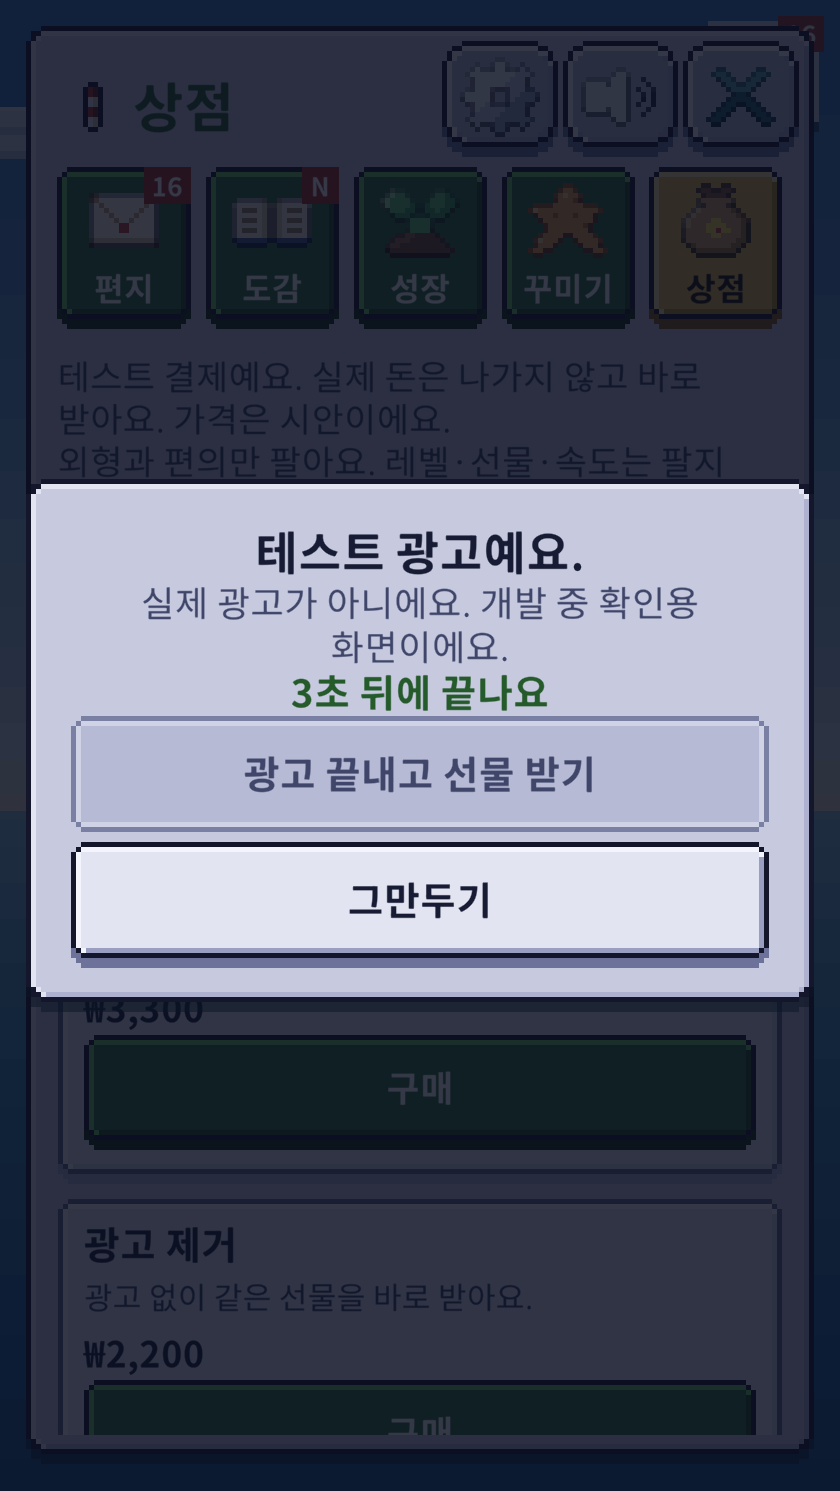 상점
16
N
편지
도감
성장
꾸미기
상점
테스트 결제예요. 실제 돈은 나가지 않고 바로
받아요. 가격은 시안이에요.
외형과 편의만 팔아요. 레벨·선물·속도는 팔지
테스트 광고예요.
실제 광고가 아니에요. 개발 중 확인용
화면이에요.
3초 뒤에 끝나요
광고 끝내고 선물 받기
그만두기
₩3,300
구매
광고 제거
광고 없이 같은 선물을 바로 받아요.
₩2,200
구매